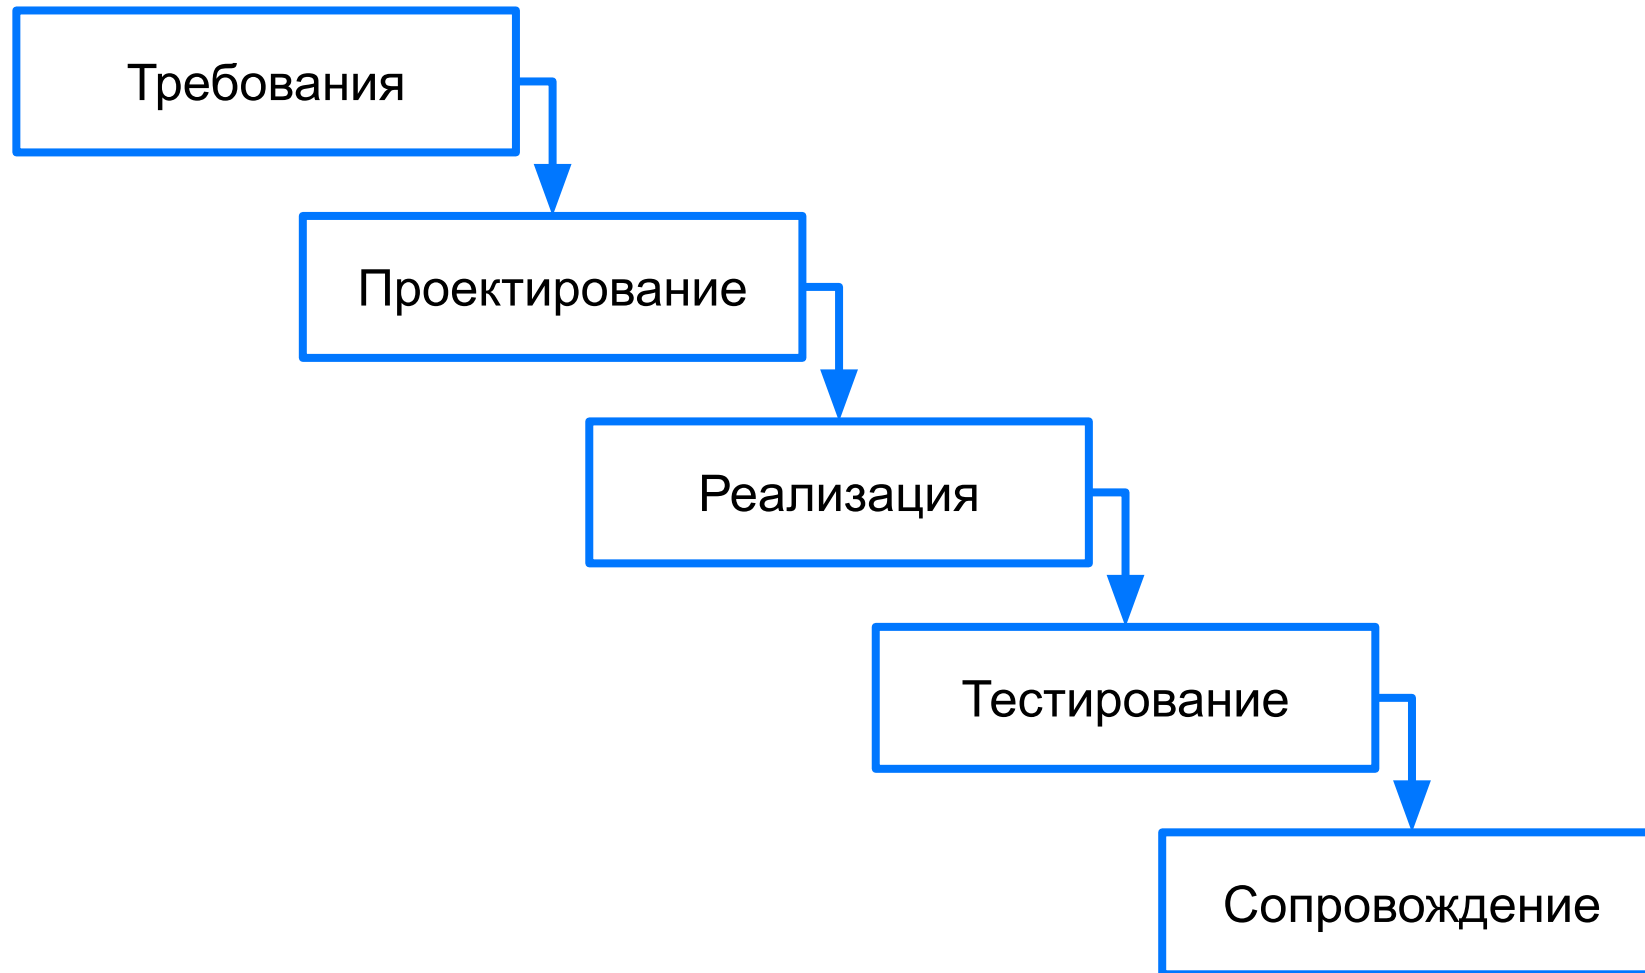 Требования
Проектирование
Реализация
Тестирование
Сопровождение